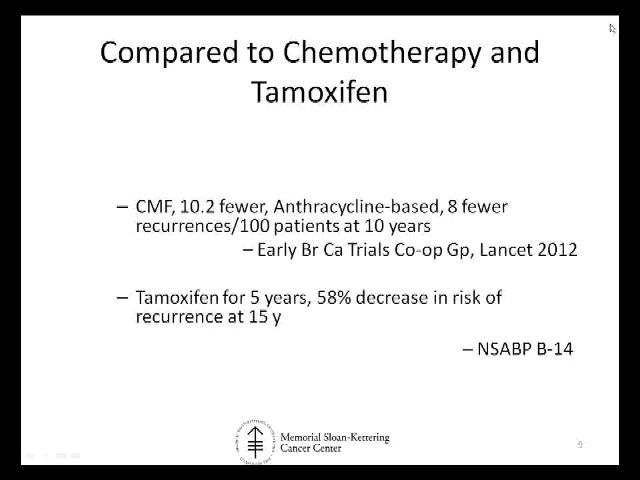 Compared to Chemotherapy and
Tamoxifen
– CMF, 10.2 fewer, Anthracycline-based, 8 fewer
recurrences/100 patients at 10 years
– Early Br Ca Trials Co-op Gp, Lancet 2012
– Tamoxifen for 5 years, 58% decrease in risk of
recurrence at 15 y
– NSABP B-14
Memorial Sloan-Kettering
Cancer Center
9